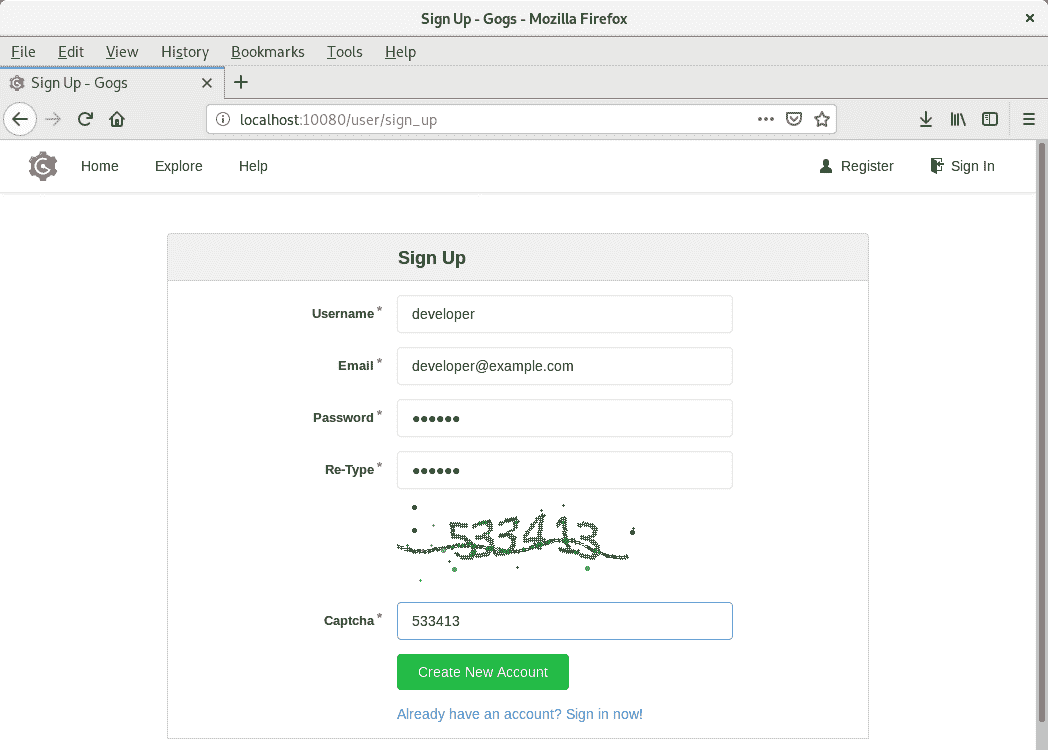 Sign Up - Gogs - Mozilla Firefox
File Edit View History Bookmarks Tools Help
Sign Up - Gogs
localhost:10080/user/sign_up
Home Explore Help Register Sign In
Sign Up
Username * developer
Email * developer@example.com
Password * ●●●●●●
Re-Type * ●●●●●●
533413
Captcha * 533413
Create New Account
Already have an account? Sign in now!